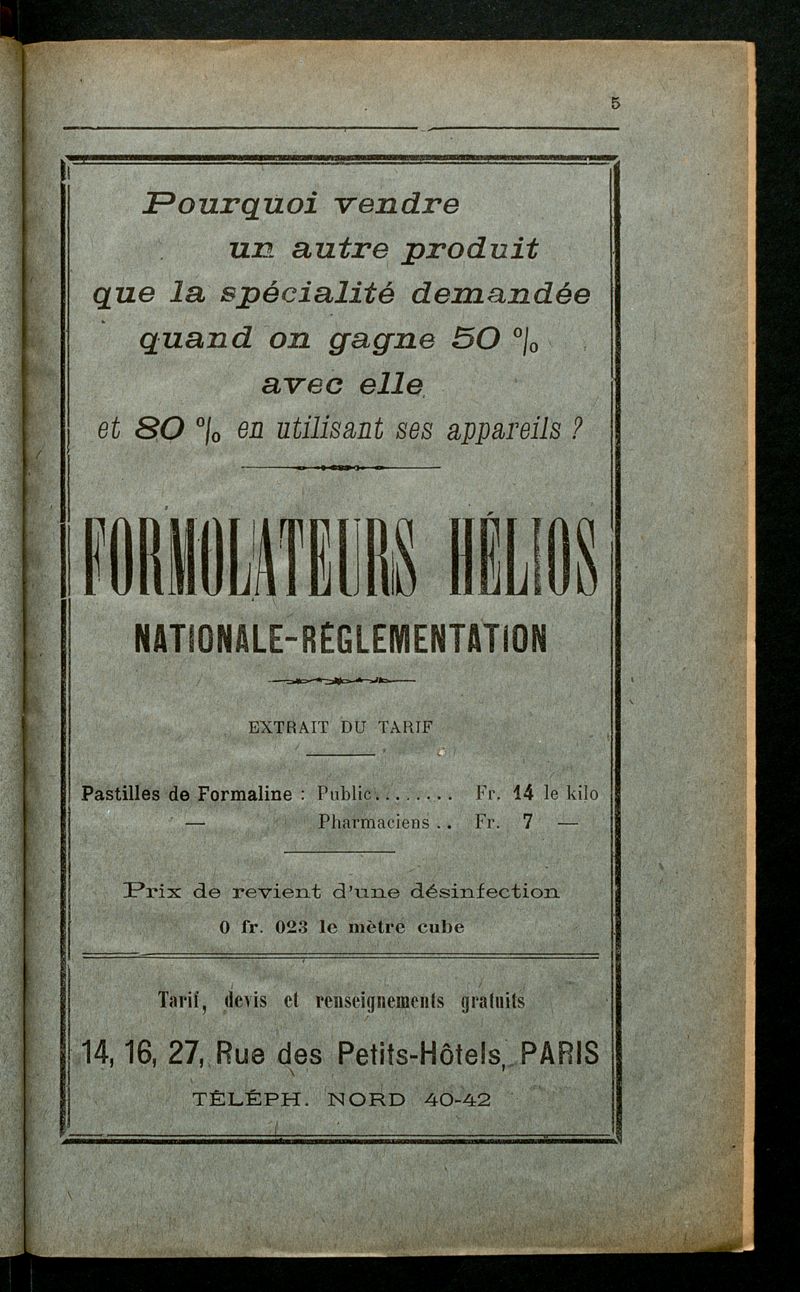 5
Pourquoi vendre
un autre produit
que la spécialité demandée
quand on gagne 50 %
avec elle
et 80 % en utilisant ses appareils ?
FORMOLATEURS HÉLIOS
NATIONALE-RÉGLEMENTATION
EXTRAIT DU TARIF
Pastilles de Formaline : Public........ Fr. 14 le kilo
— Pharmaciens .. Fr. 7 —
Prix de revient d'une désinfection
0 fr. 023 le mètre cube
Tarif, devis et renseignements gratuits
14, 16, 27, Rue des Petits-Hôtels, PARIS
TÉLÉPH. NORD 40-42